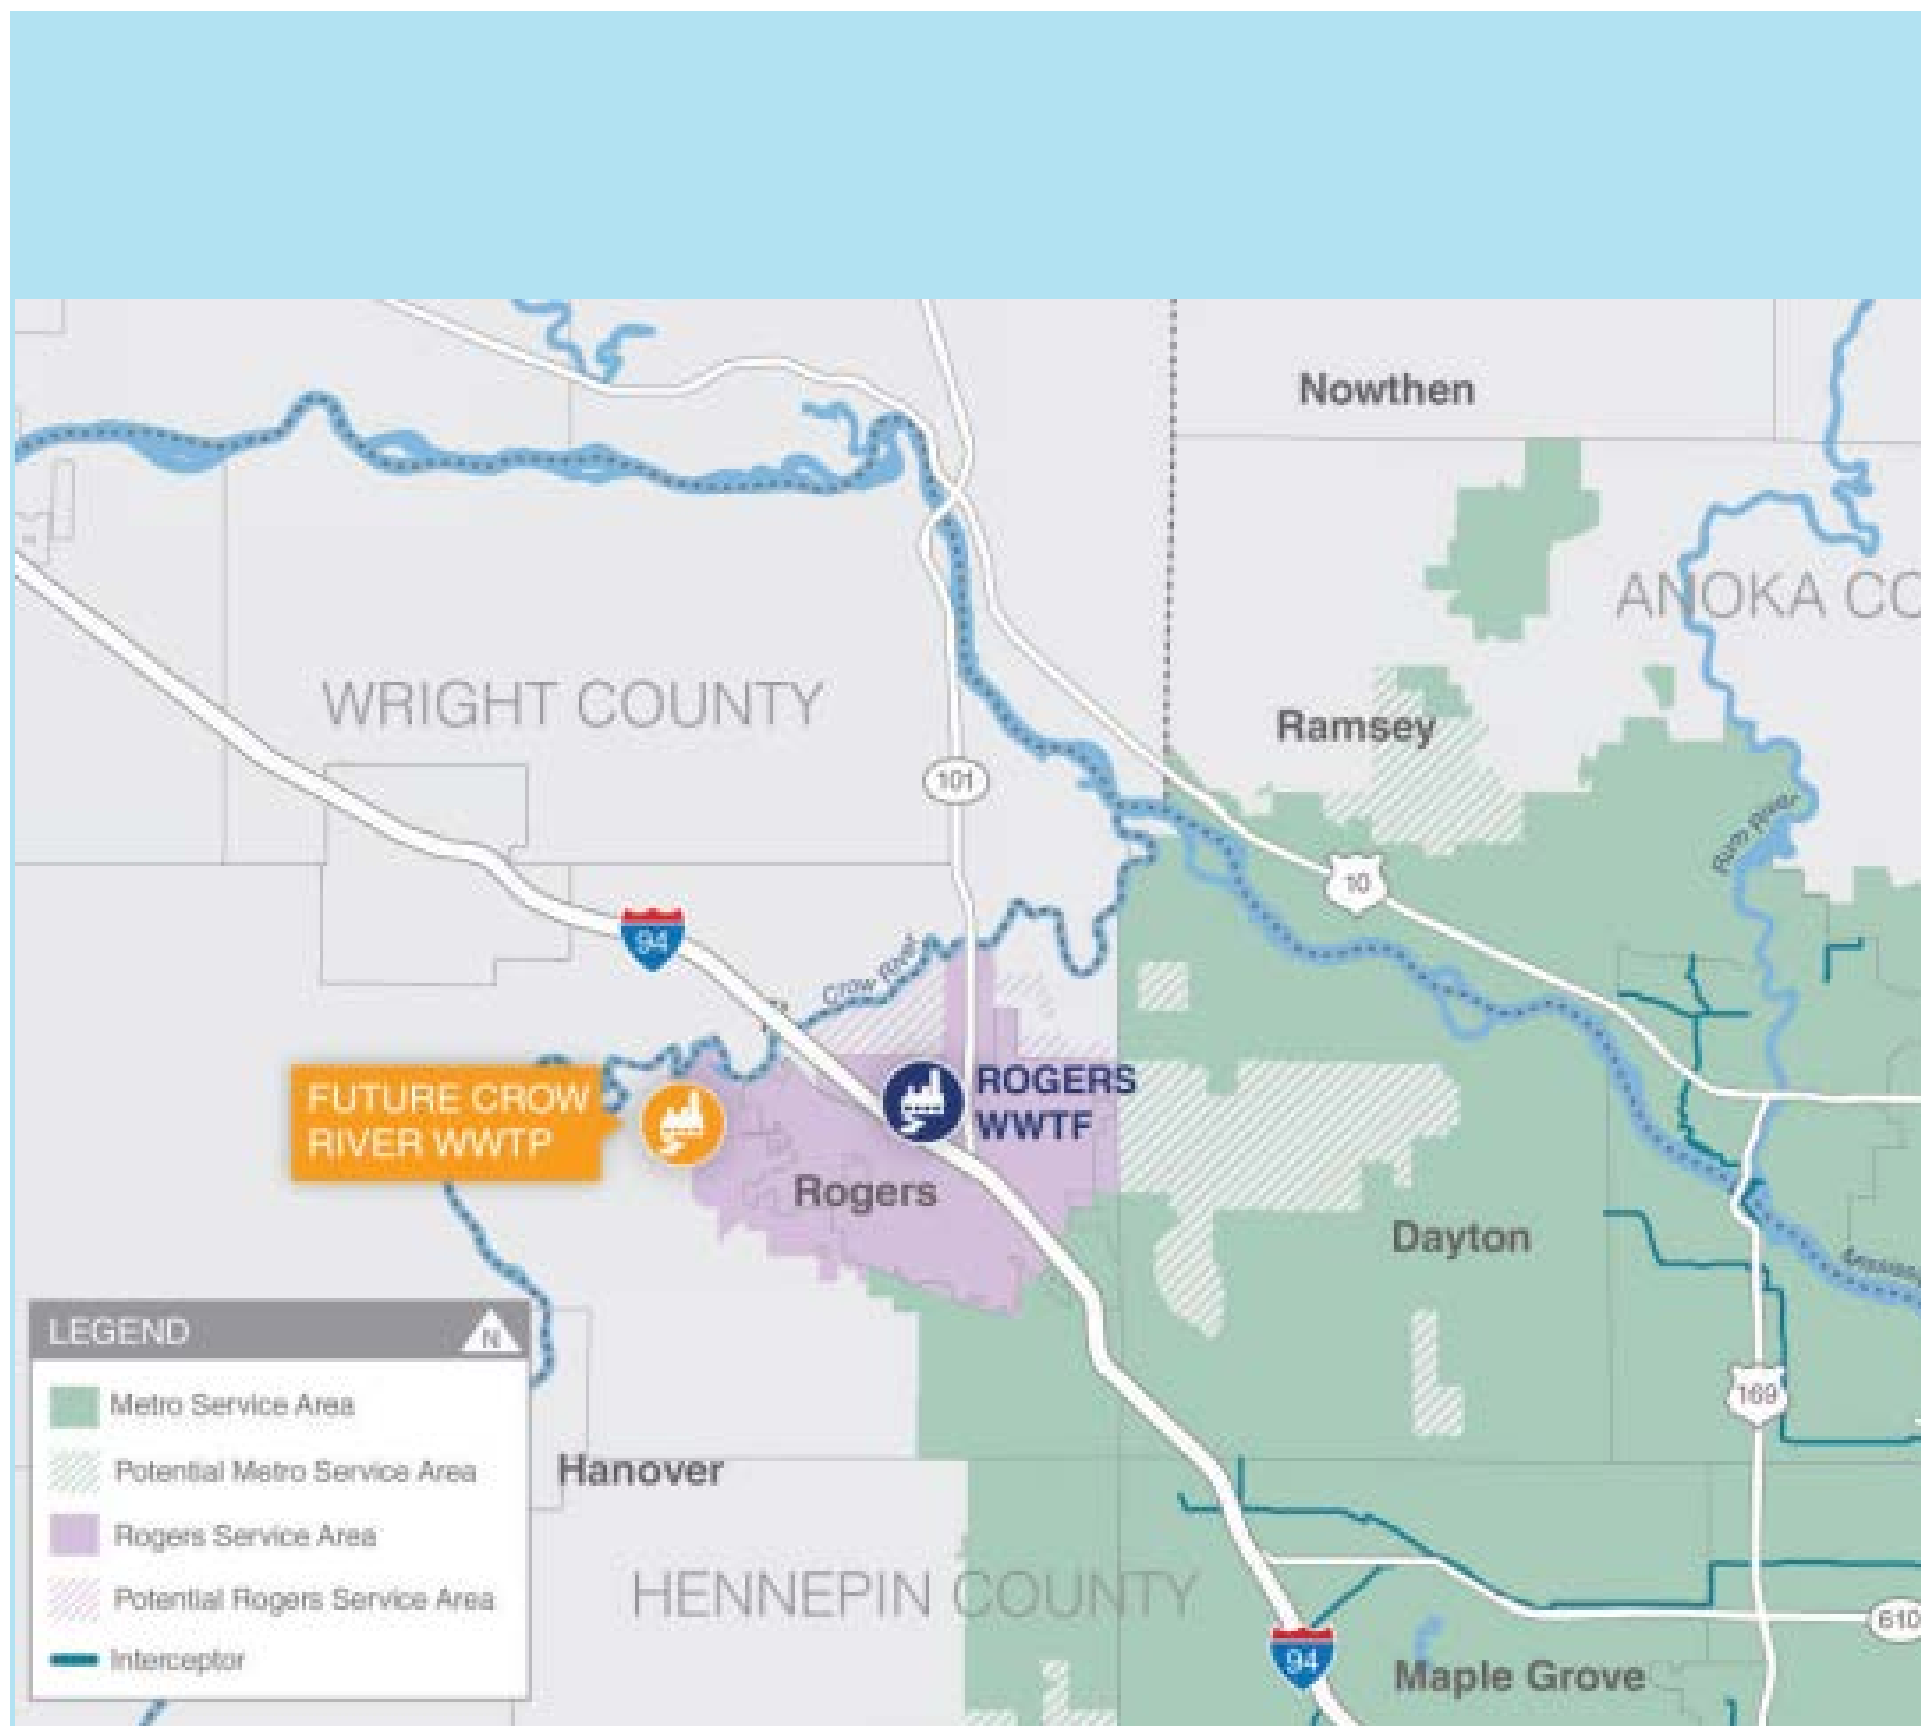 Nowthen
ANOKA CO
WRIGHT COUNTY
Ramsey
101
Rum River
10
94
Crow River
FUTURE CROW
RIVER WWTP
ROGERS
WWTF
Rogers
Dayton
LEGEND
N
Metro Service Area
Potential Metro Service Area
Rogers Service Area
Potential Rogers Service Area
Interceptor
169
Hanover
HENNEPIN COUNTY
610
94
Maple Grove